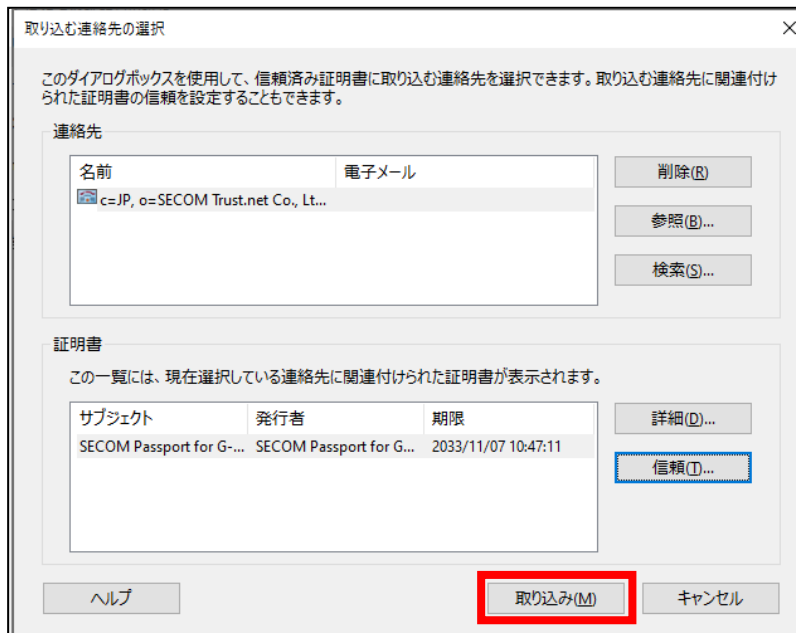 取り込む連絡先の選択
このダイアログボックスを使用して、信頼済み証明書に取り込む連絡先を選択できます。取り込む連絡先に関連付け
られた証明書の信頼を設定することもできます。
連絡先
名前 電子メール
c=JP, o=SECOM Trust.net Co., Lt...
削除(R)
参照(B)...
検索(S)...
証明書
この一覧には、現在選択している連絡先に関連付けられた証明書が表示されます。
サブジェクト 発行者 期限
SECOM Passport for G-... SECOM Passport for G... 2033/11/07 10:47:11
詳細(D)...
信頼(T)...
ヘルプ 取り込み(M) キャンセル